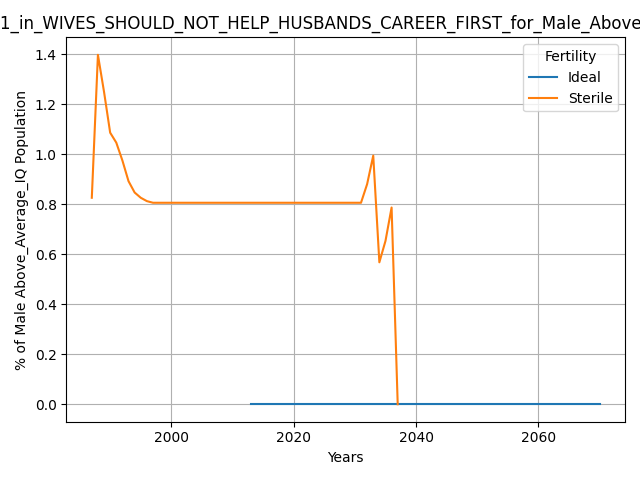 1_in_WIVES_SHOULD_NOT_HELP_HUSBANDS_CAREER_FIRST_for_Male_Above
Fertility
Ideal
Sterile
% of Male Above_Average_IQ Population
1.4
1.2
1.0
0.8
0.6
0.4
0.2
0.0
2000 2020 2040 2060
Years